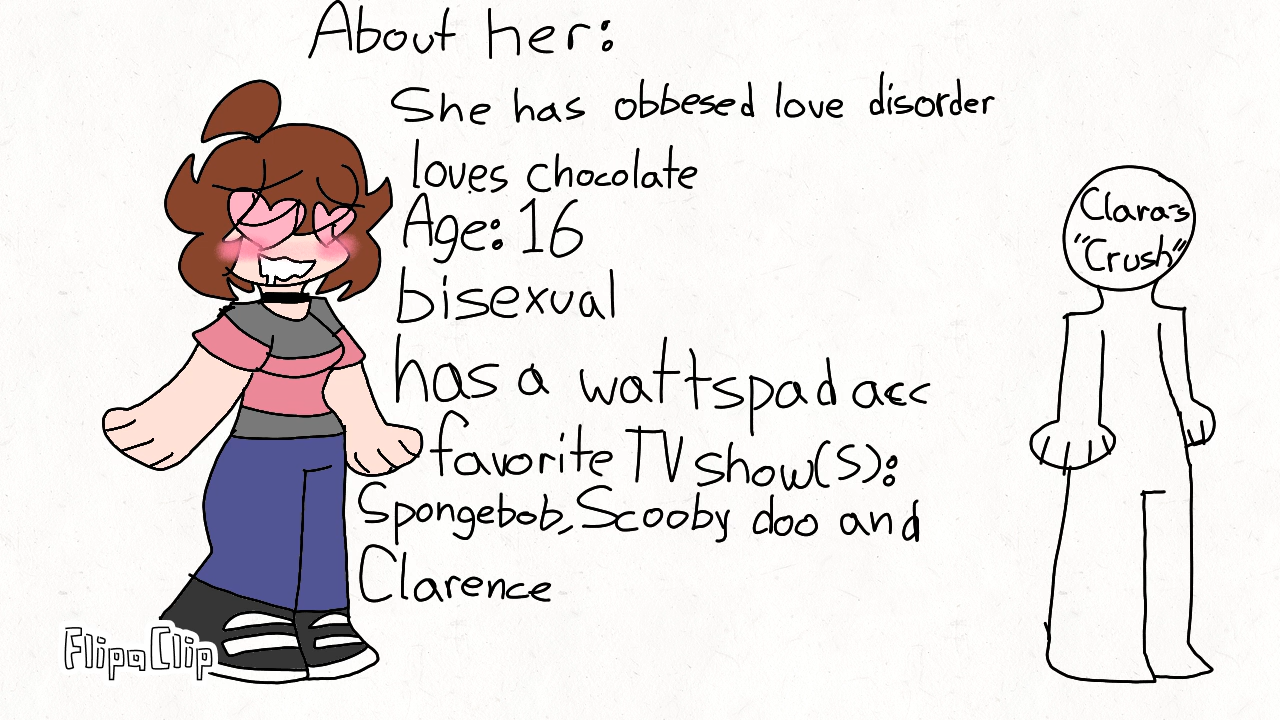 About her:
She has obbesed love disorder
loves chocolate
Age: 16
bisexual
has a wattspad acc
favorite TV show(s):
Spongebob, Scooby doo and
Clarence
Clara's
"Crush"
FlipaClip